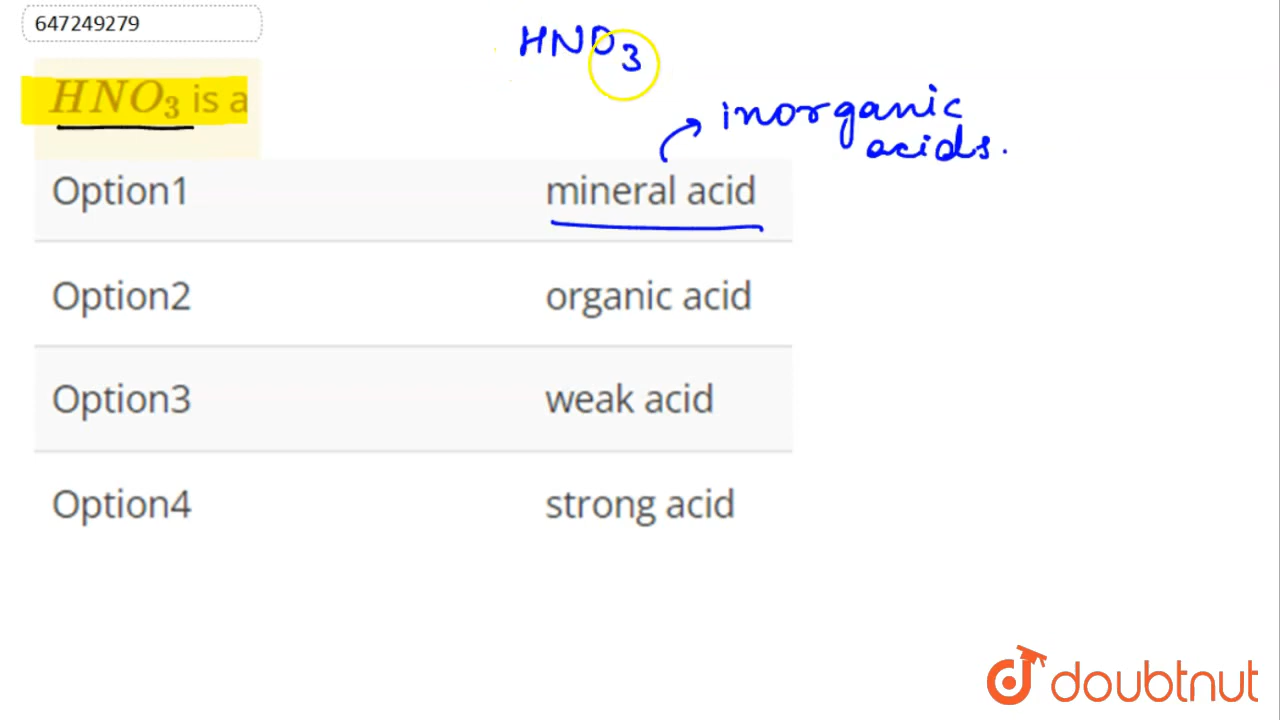 647249279
HNO3
HNO3 is a
inorganic
acids.
Option1 mineral acid
Option2 organic acid
Option3 weak acid
Option4 strong acid
doubtnut